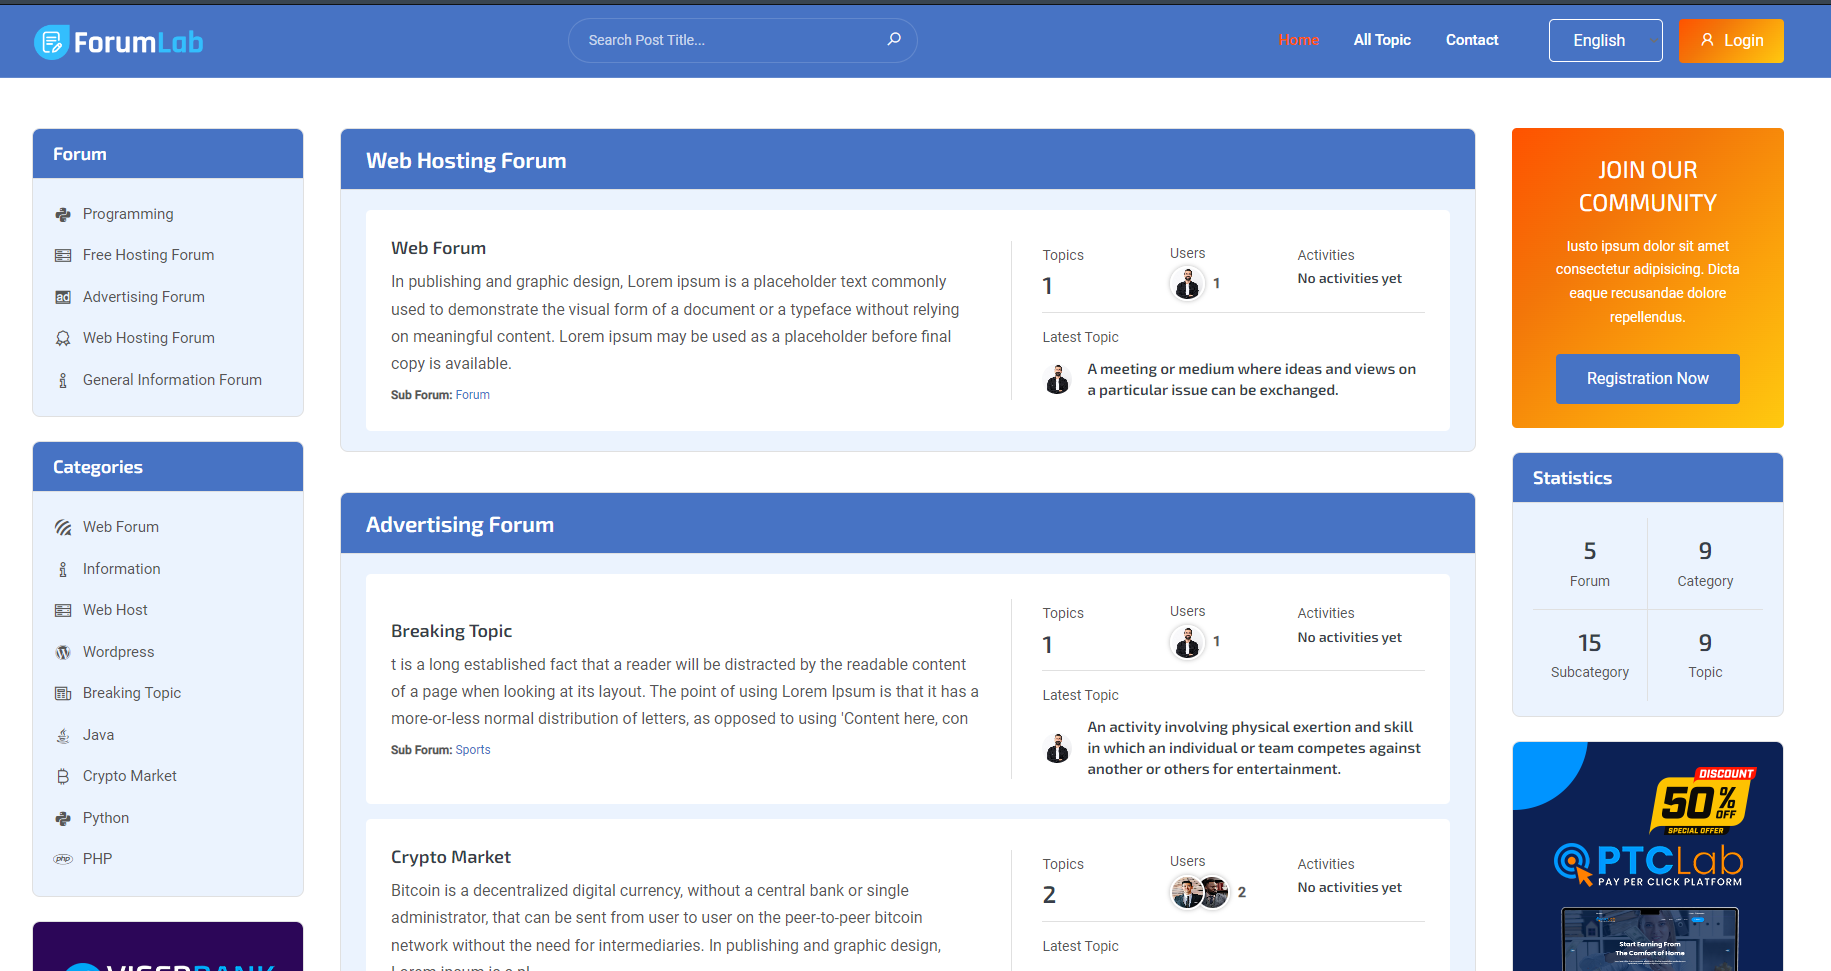 ForumLab
Search Post Title...
Home
All Topic
Contact
English
Login
Forum
Programming
Free Hosting Forum
ad
Advertising Forum
Web Hosting Forum
General Information Forum
Categories
Web Forum
Information
Web Host
Wordpress
Breaking Topic
Java
Crypto Market
Python
php
PHP
Web Hosting Forum
Web Forum
In publishing and graphic design, Lorem ipsum is a placeholder text commonly
used to demonstrate the visual form of a document or a typeface without relying
on meaningful content. Lorem ipsum may be used as a placeholder before final
copy is available.
Sub Forum: Forum
Topics
1
Users
1
Activities
No activities yet
Latest Topic
A meeting or medium where ideas and views on
a particular issue can be exchanged.
Advertising Forum
Breaking Topic
t is a long established fact that a reader will be distracted by the readable content
of a page when looking at its layout. The point of using Lorem Ipsum is that it has a
more-or-less normal distribution of letters, as opposed to using 'Content here, con
Sub Forum: Sports
Topics
1
Users
1
Activities
No activities yet
Latest Topic
An activity involving physical exertion and skill
in which an individual or team competes against
another or others for entertainment.
Crypto Market
Bitcoin is a decentralized digital currency, without a central bank or single
administrator, that can be sent from user to user on the peer-to-peer bitcoin
network without the need for intermediaries. In publishing and graphic design,
Topics
2
Users
2
Activities
No activities yet
Latest Topic
JOIN OUR
COMMUNITY
Iusto ipsum dolor sit amet
consectetur adipisicing. Dicta
eaque recusandae dolore
repellendus.
Registration Now
Statistics
5
Forum
9
Category
15
Subcategory
9
Topic
DISCOUNT
50%
OFF
SPECIAL OFFER
PTCLab
PAY PER CLICK PLATFORM
Start Earning From
The Comfort of Home